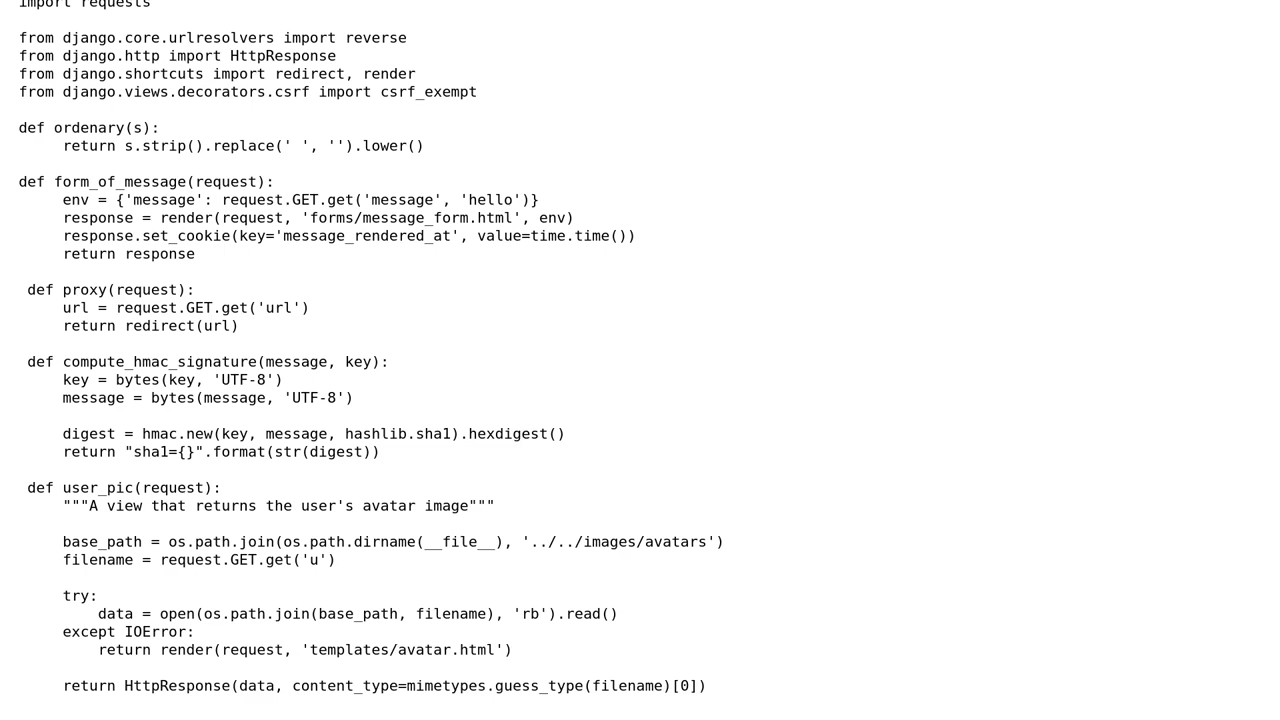 import requests

from django.core.urlresolvers import reverse
from django.http import HttpResponse
from django.shortcuts import redirect, render
from django.views.decorators.csrf import csrf_exempt

def ordenary(s):
     return s.strip().replace(' ', '').lower()

def form_of_message(request):
     env = {'message': request.GET.get('message', 'hello')}
     response = render(request, 'forms/message_form.html', env)
     response.set_cookie(key='message_rendered_at', value=time.time())
     return response

 def proxy(request):
     url = request.GET.get('url')
     return redirect(url)

 def compute_hmac_signature(message, key):
     key = bytes(key, 'UTF-8')
     message = bytes(message, 'UTF-8')

     digest = hmac.new(key, message, hashlib.sha1).hexdigest()
     return "sha1={}".format(str(digest))

 def user_pic(request):
     """A view that returns the user's avatar image"""

     base_path = os.path.join(os.path.dirname(__file__), '../../images/avatars')
     filename = request.GET.get('u')

     try:
         data = open(os.path.join(base_path, filename), 'rb').read()
     except IOError:
         return render(request, 'templates/avatar.html')

     return HttpResponse(data, content_type=mimetypes.guess_type(filename)[0])